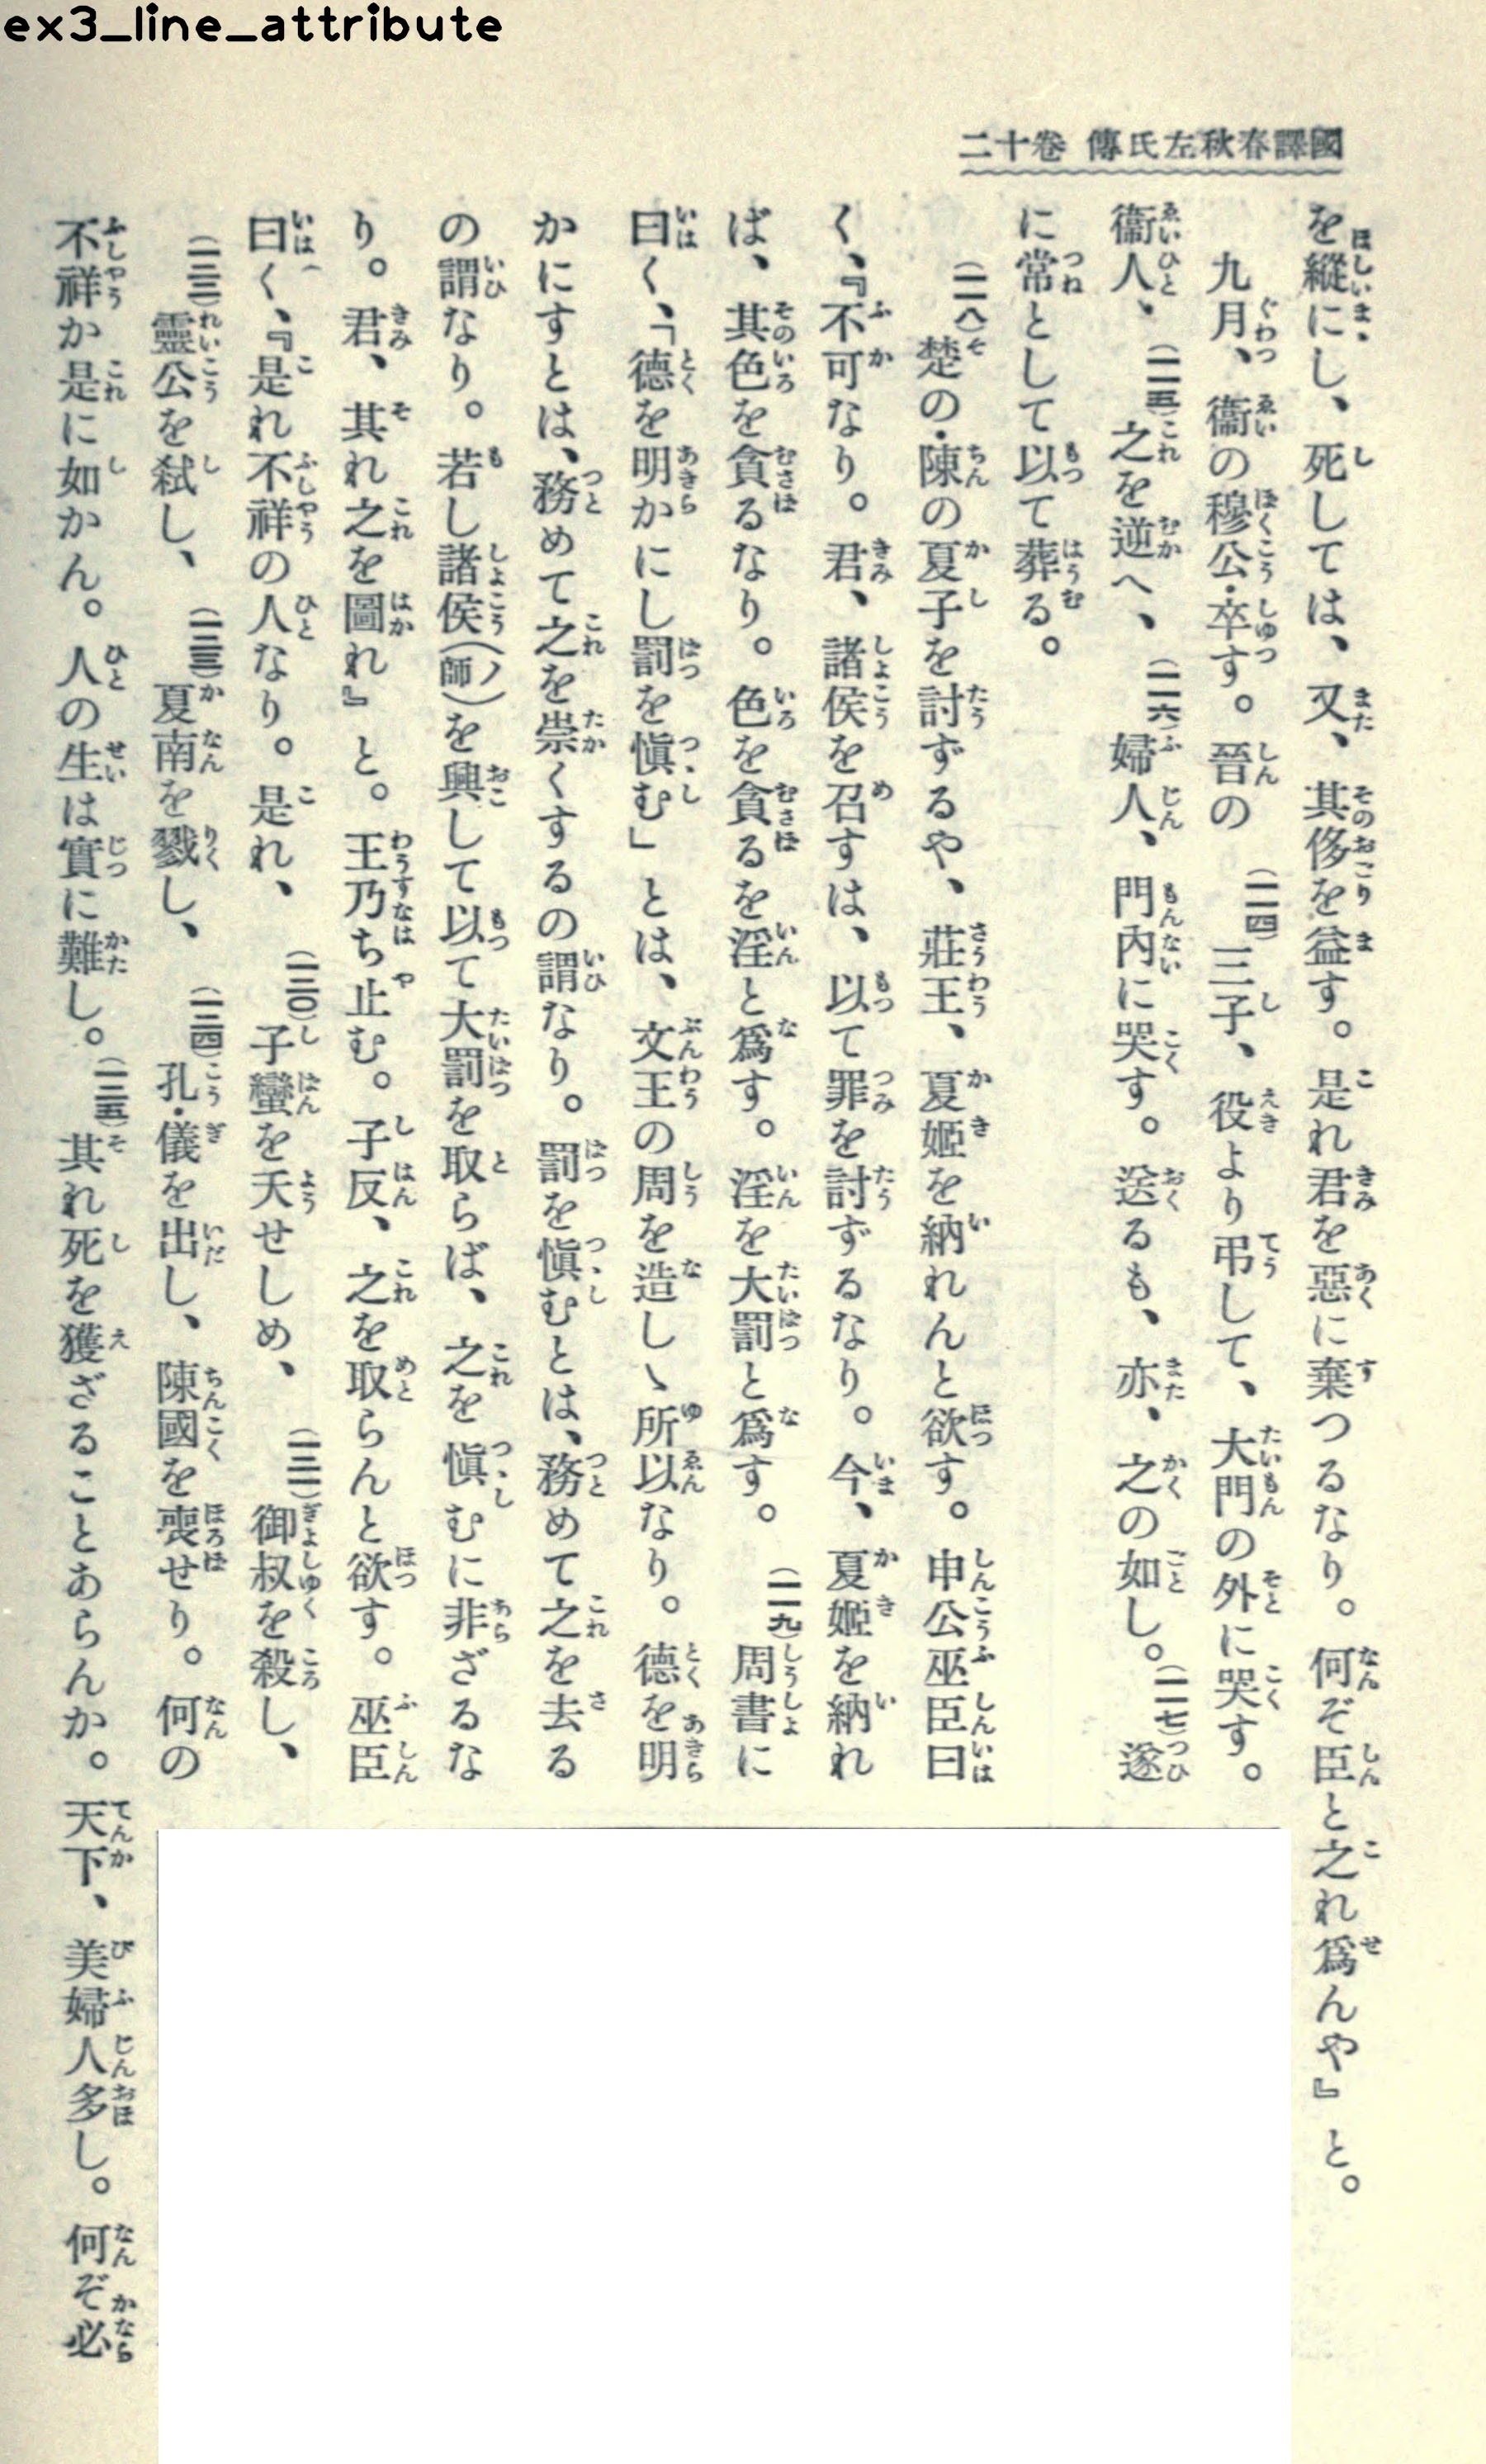 ex3_line_attribute
國譯春秋左氏傳 卷十二
を縱にし、死しては、又、其侈を益す。是れ君を惡に棄つるなり。何ぞ臣と之れ爲んや』と。
九月、衞の穆公・卒す。晉の(一一四)三子、役より弔して、大門の外に哭す。
衞人、(一一五)之を逆へ、(一一六)婦人、門內に哭す。送るも、亦、之の如し。(一一七)遂
に常として以て葬る。
(一一八)楚の・陳の夏子を討ずるや、莊王、夏姬を納れんと欲す。申公巫臣曰
く、『不可なり。君、諸侯を召すは、以て罪を討ずるなり。今、夏姬を納れ
ば、其色を貪るなり。色を貪るを淫と爲す。淫を大罰と爲す。(一一九)周書に
曰く、「德を明かにし罰を愼む」とは、文王の周を造しゝ所以なり。德を明
かにすとは、務めて之を崇くするの謂なり。罰を愼むとは、務めて之を去る
の謂なり。若し諸侯(師ノ)を興して以て大罰を取らば、之を愼むに非ざるな
り。君、其れ之を圖れ』と。王乃ち止む。子反、之を取らんと欲す。巫臣
曰く、『是れ不祥の人なり。是れ、(一二〇)子蠻を夭せしめ、(一二一)御叔を殺し、
(一二二)靈公を弑し、(一二三)夏南を戮し、(一二四)孔・儀を出し、陳國を喪せり。何の
不祥か是に如かん。人の生は實に難し。(一二五)其れ死を獲ざることあらんか。天下、美婦人多し。何ぞ必